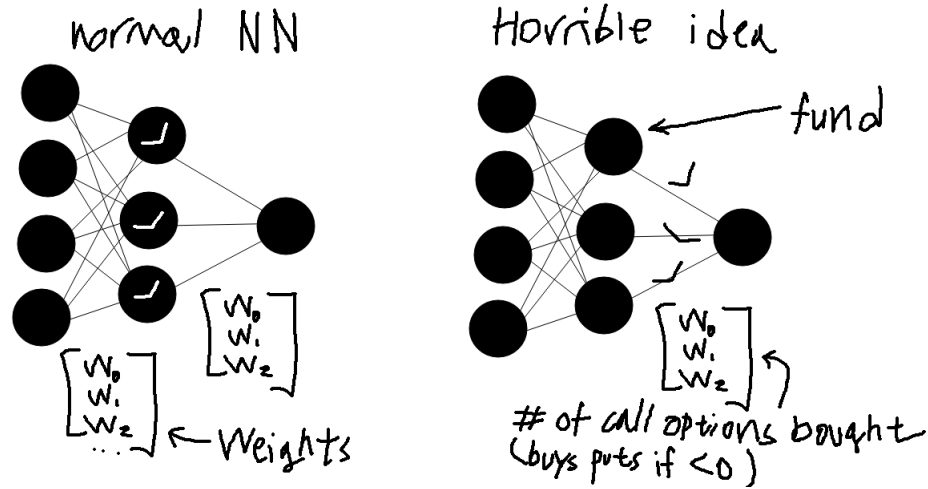 normal NN
W₀
W₁
W₂
W₀
W₁
W₂
...
Weights
Horrible idea
fund
W₀
W₁
W₂
# of call options bought
(buys puts if <0)